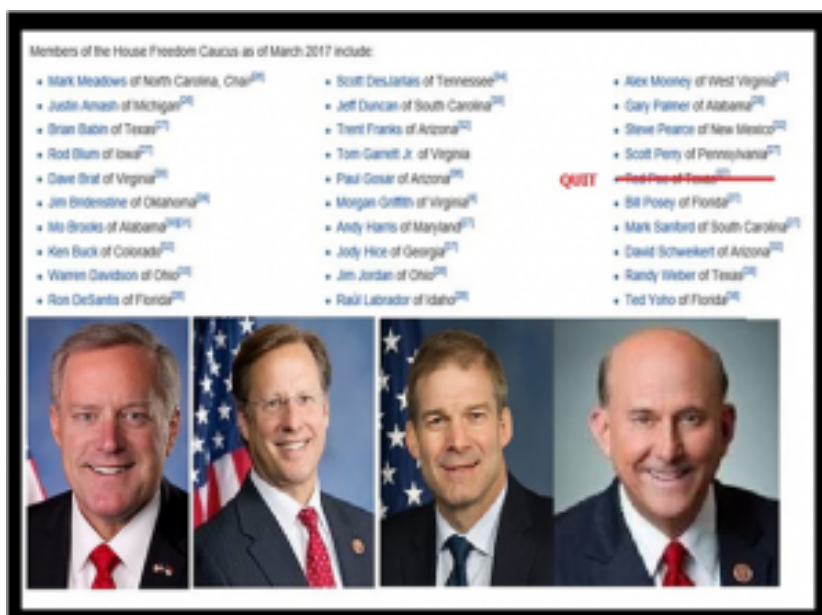 Members of the House Freedom Caucus as of March 2017 include:
Mark Meadows of North Carolina, Chair
Justin Amash of Michigan
Brian Babin of Texas
Rod Blum of Iowa
Dave Brat of Virginia
Jim Bridenstine of Oklahoma
Mo Brooks of Alabama
Ken Buck of Colorado
Warren Davidson of Ohio
Ron DeSantis of Florida
Scott DesJarlais of Tennessee
Jeff Duncan of South Carolina
Trent Franks of Arizona
Tom Garrett Jr. of Virginia
Paul Gosar of Arizona
Morgan Griffith of Virginia
Andy Harris of Maryland
Jody Hice of Georgia
Jim Jordan of Ohio
Raúl Labrador of Idaho
Alex Mooney of West Virginia
Gary Palmer of Alabama
Steve Pearce of New Mexico
Scott Perry of Pennsylvania
QUIT Ted Poe of Texas
Bill Posey of Florida
Mark Sanford of South Carolina
David Schweikert of Arizona
Randy Weber of Texas
Ted Yoho of Florida